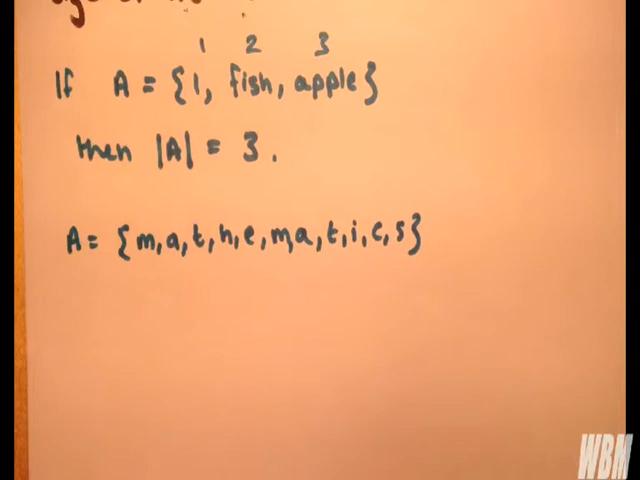 1 2 3
If A = {1, fish, apple}
then |A| = 3.
A = {m, a, t, h, e, m, a, t, i, c, s}
WBM